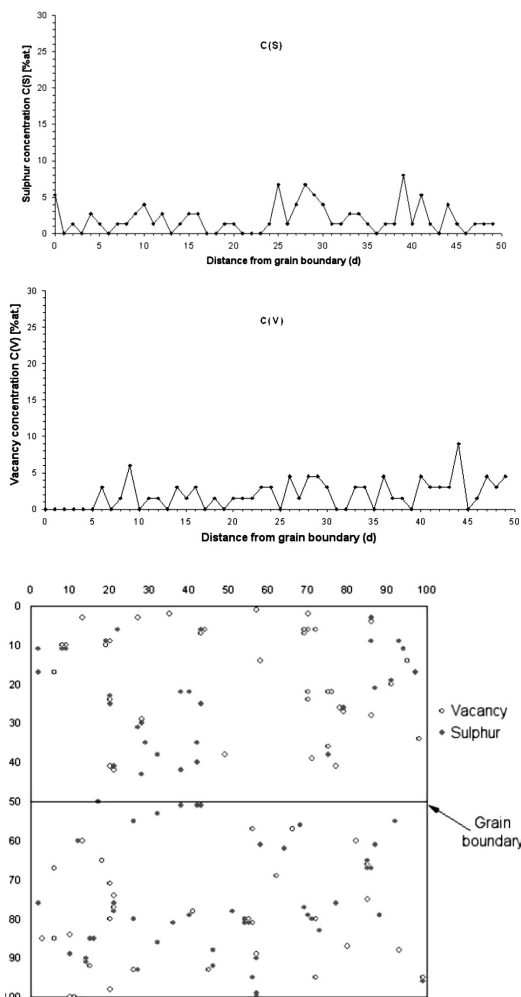 C(S)
Sulphur concentration C(S) [%at.]
30
25
20
15
10
5
0
0 5 10 15 20 25 30 35 40 45 50
Distance from grain boundary (d)
C(V)
Vacancy concentration C(V) [%at.]
30
25
20
15
10
5
0
0 5 10 15 20 25 30 35 40 45 50
Distance from grain boundary (d)
0 10 20 30 40 50 60 70 80 90 100
0
10
20
30
40
50
60
70
80
90
100
Vacancy
Sulphur
Grain
boundary